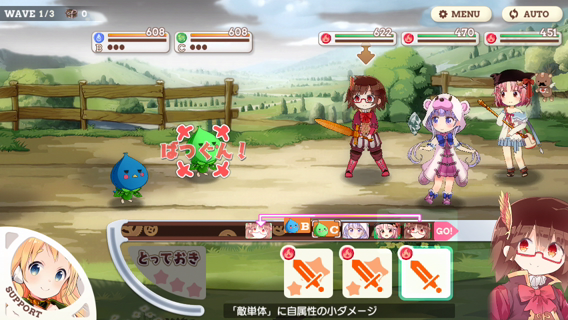 WAVE 1/3
0
MENU
AUTO
608
B
608
C
622
470
451
ばつぐん!
B
C
GO!
とっておき
SUPPORT
「敵単体」に自属性の小ダメージ